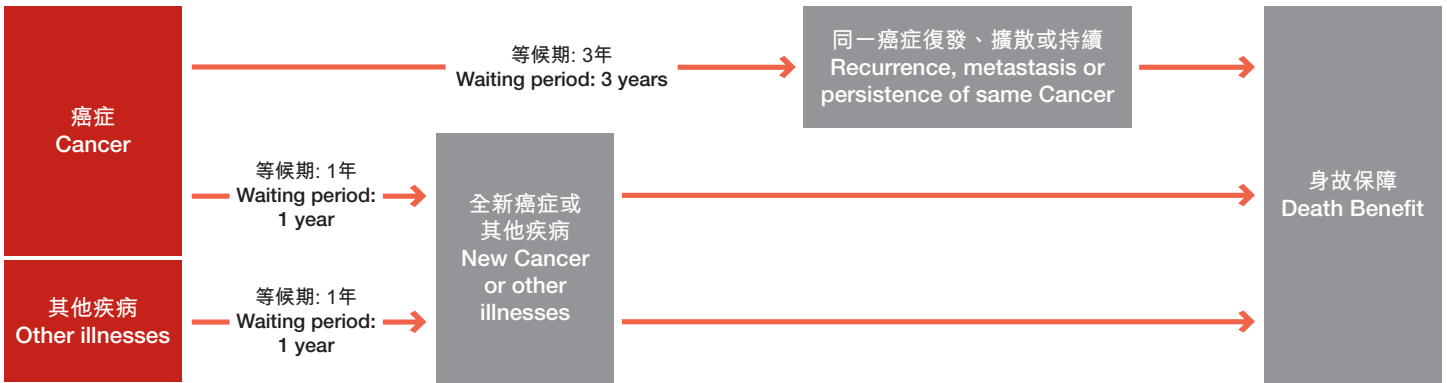 癌症
Cancer
等候期: 3年
Waiting period: 3 years
同一癌症復發、擴散或持續
Recurrence, metastasis or
persistence of same Cancer
等候期: 1年
Waiting period:
1 year
全新癌症或
其他疾病
New Cancer
or other
illnesses
身故保障
Death Benefit
其他疾病
Other illnesses
等候期: 1年
Waiting period:
1 year